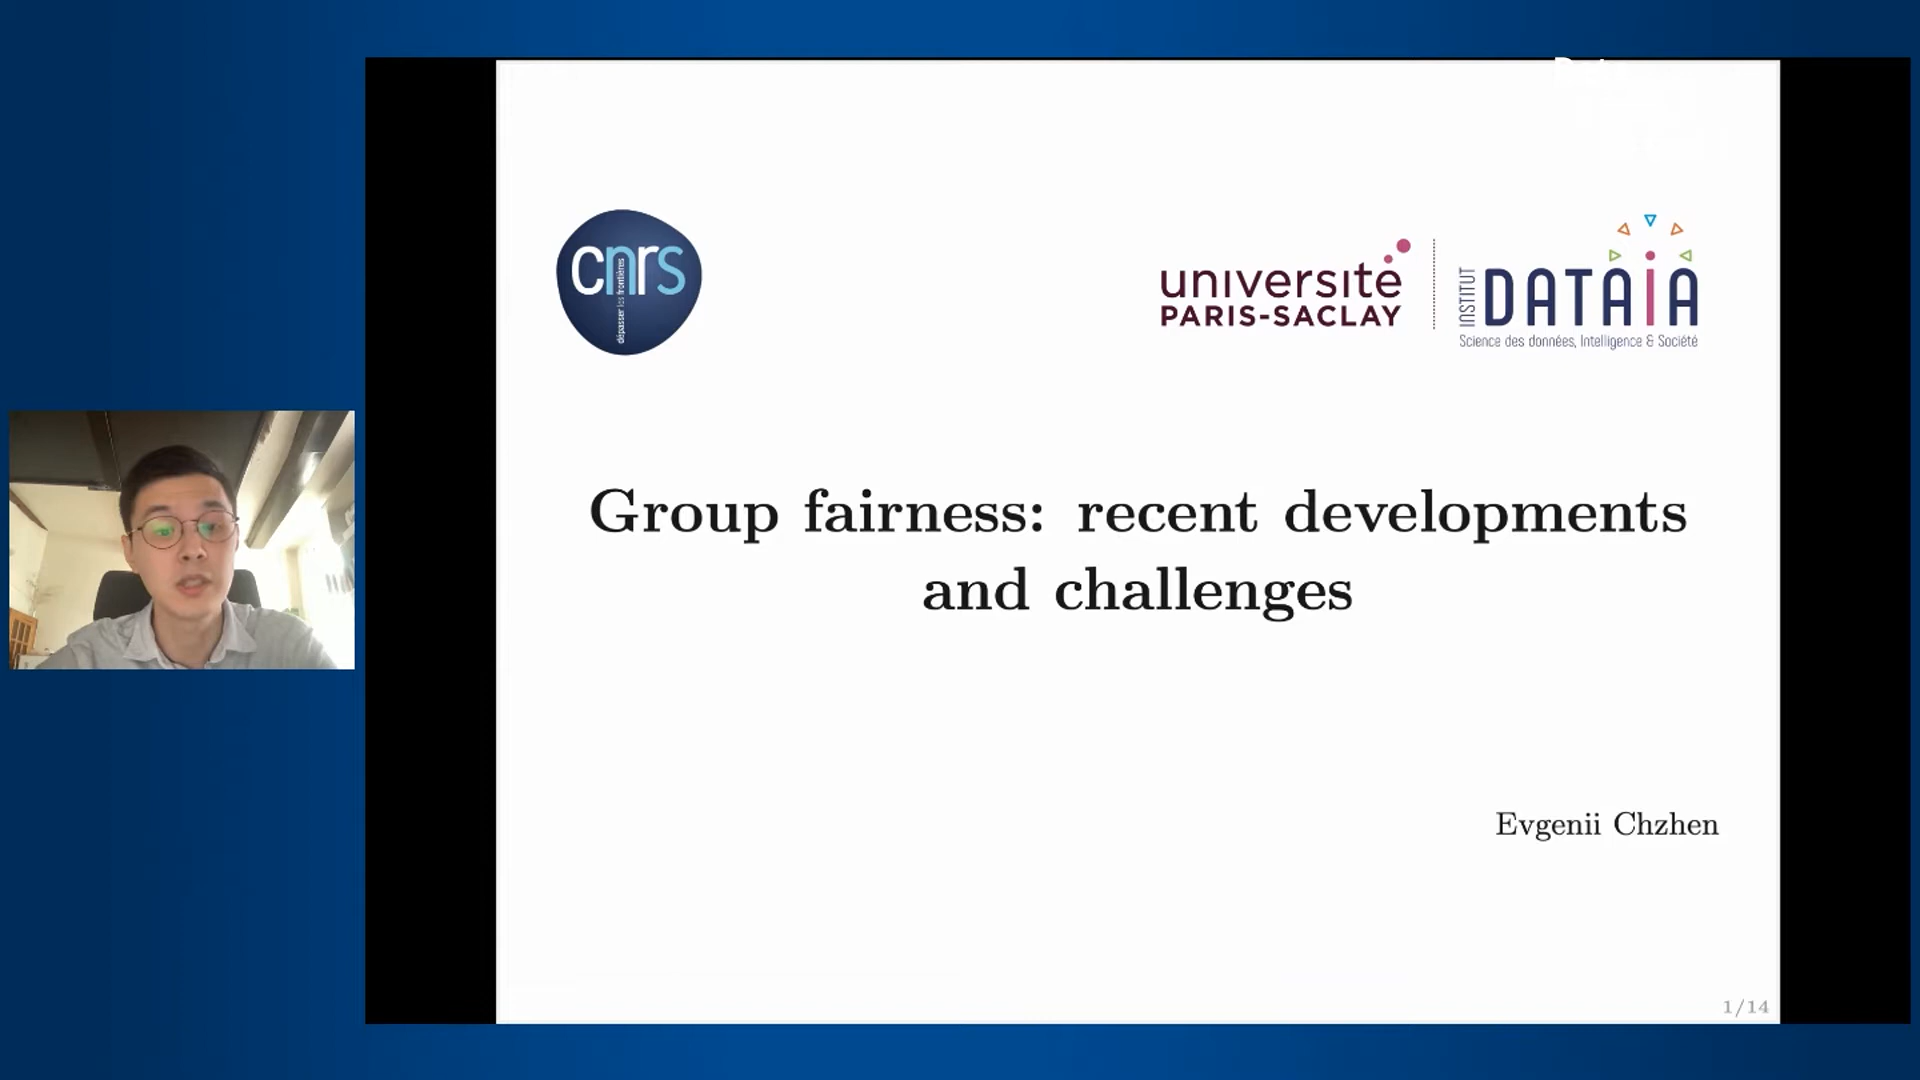 cnrs
dépasser les frontières
université
PARIS-SACLAY
INSTITUT
DATAIA
Science des données, Intelligence & Société
Group fairness: recent developments
and challenges
Evgenii Chzhen
1/14